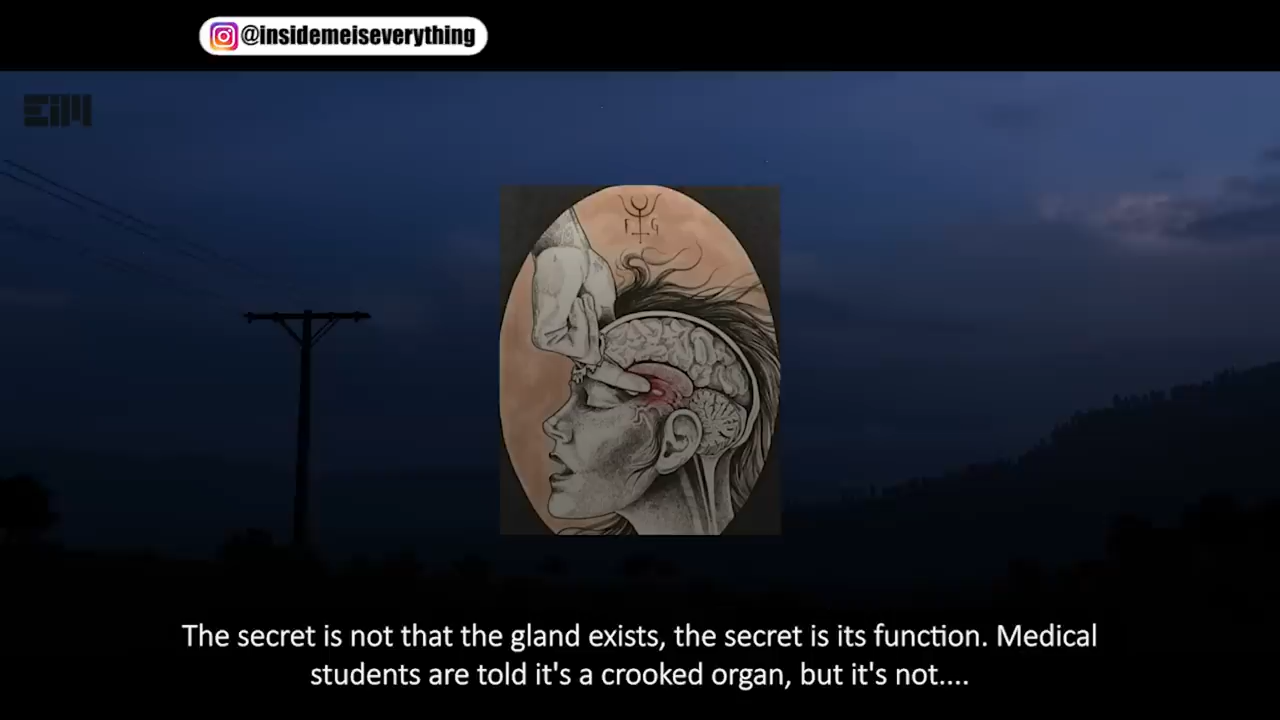 @insidemeiseverything
EiM
The secret is not that the gland exists, the secret is its function. Medical
students are told it's a crooked organ, but it's not....